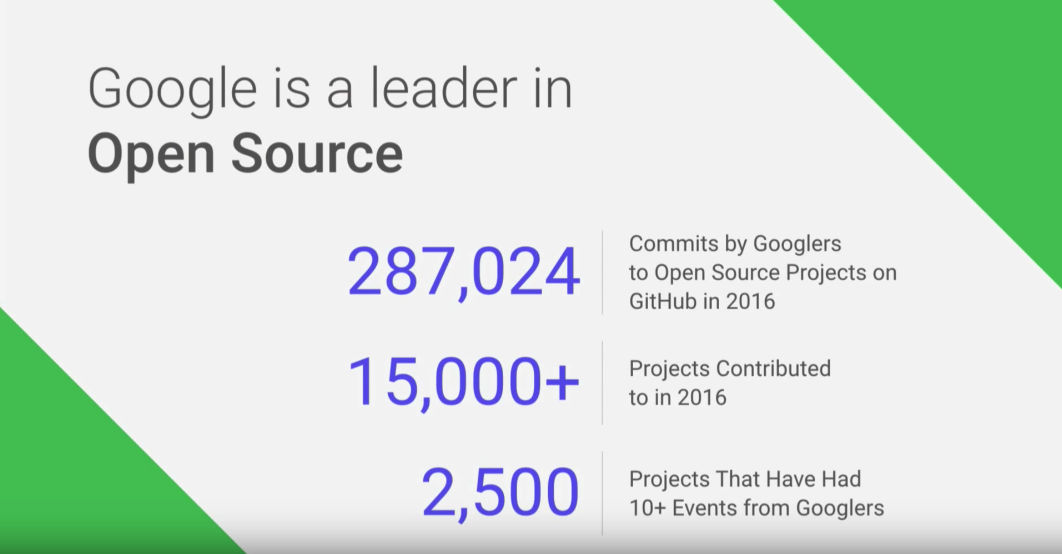 Google is a leader in
Open Source
287,024
Commits by Googlers
to Open Source Projects on
GitHub in 2016
15,000+
Projects Contributed
to in 2016
2,500
Projects That Have Had
10+ Events from Googlers